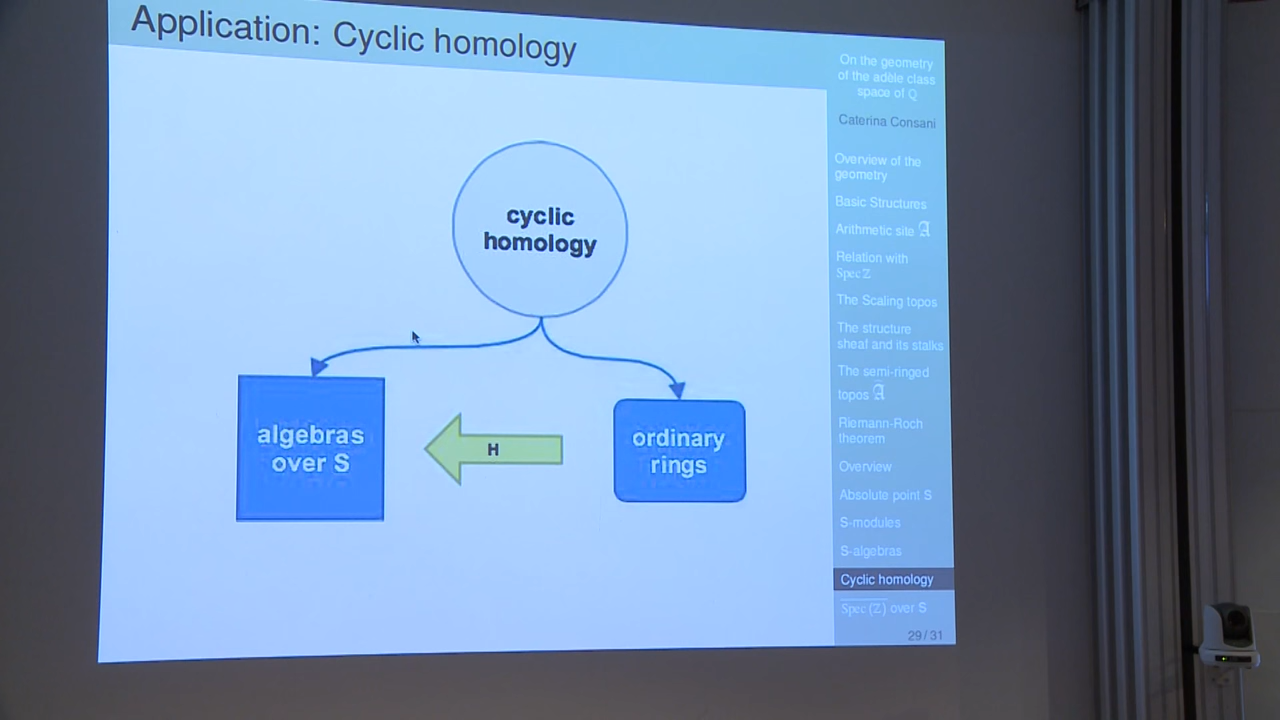 Application: Cyclic homology
cyclic
homology
algebras
over S
H
ordinary
rings
On the geometry
of the adèle class
space of ℚ
Caterina Consani
Overview of the
geometry
Basic Structures
Arithmetic site 𝔄
Relation with
Spec ℤ
The Scaling topos
The structure
sheaf and its stalks
The semi-ringed
topos 𝔄̄
Riemann-Roch
theorem
Overview
Absolute point S
S-modules
S-algebras
Cyclic homology
S̅p̅e̅c̅ ̅(̅ℤ̅)̅ over S
29 / 31